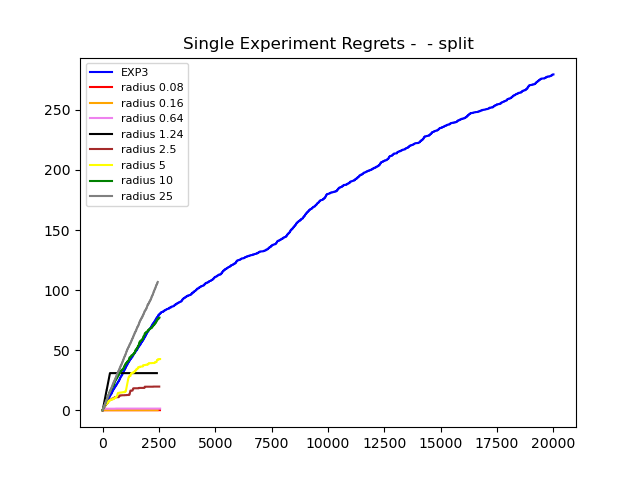 Single Experiment Regrets -  - split
EXP3
radius 0.08
radius 0.16
radius 0.64
radius 1.24
radius 2.5
radius 5
radius 10
radius 25
250
200
150
100
50
0
0 2500 5000 7500 10000 12500 15000 17500 20000